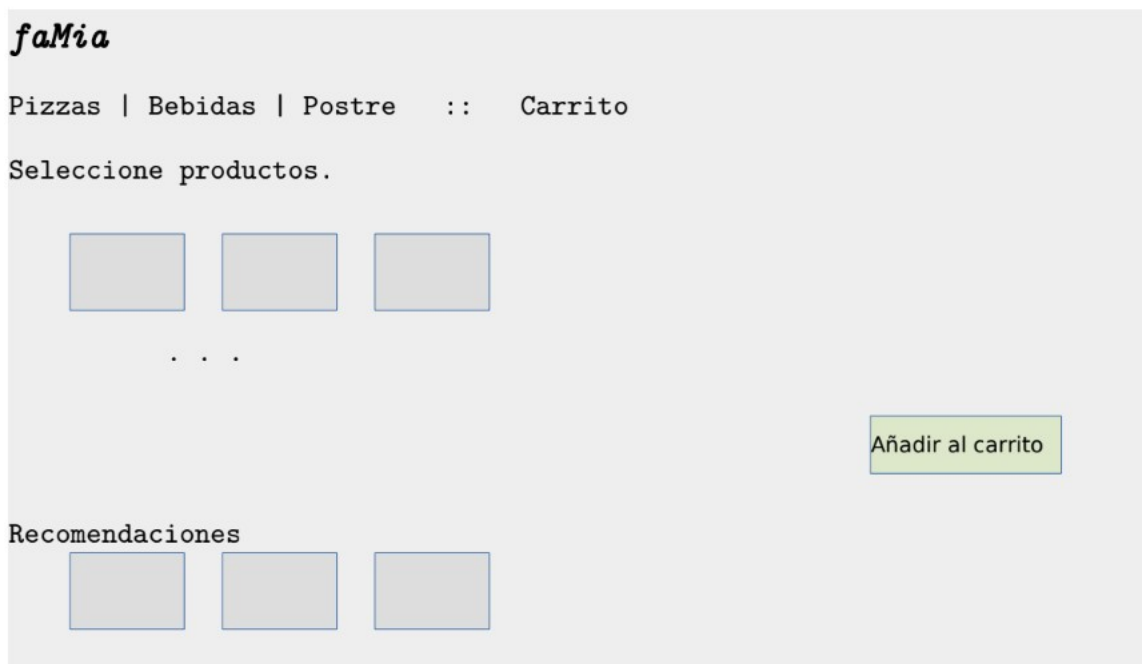 faMia
Pizzas | Bebidas | Postre :: Carrito
Seleccione productos.
. . .
Añadir al carrito
Recomendaciones